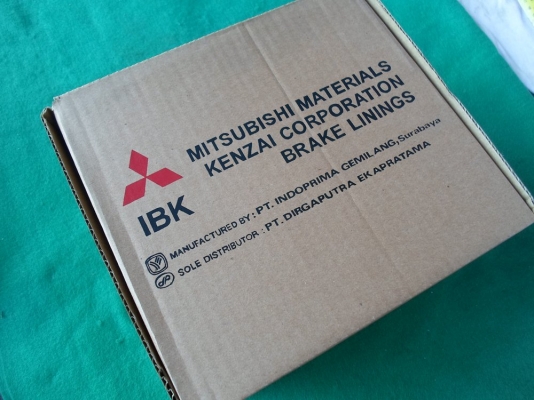 MITSUBISHI MATERIALS
KENZAI CORPORATION
BRAKE LININGS
IBK
MANUFACTURED BY : PT. INDOPRIMA GEMILANG, Surabaya
SOLE DISTRIBUTOR : PT. DIRGAPUTRA EKAPRATAMA